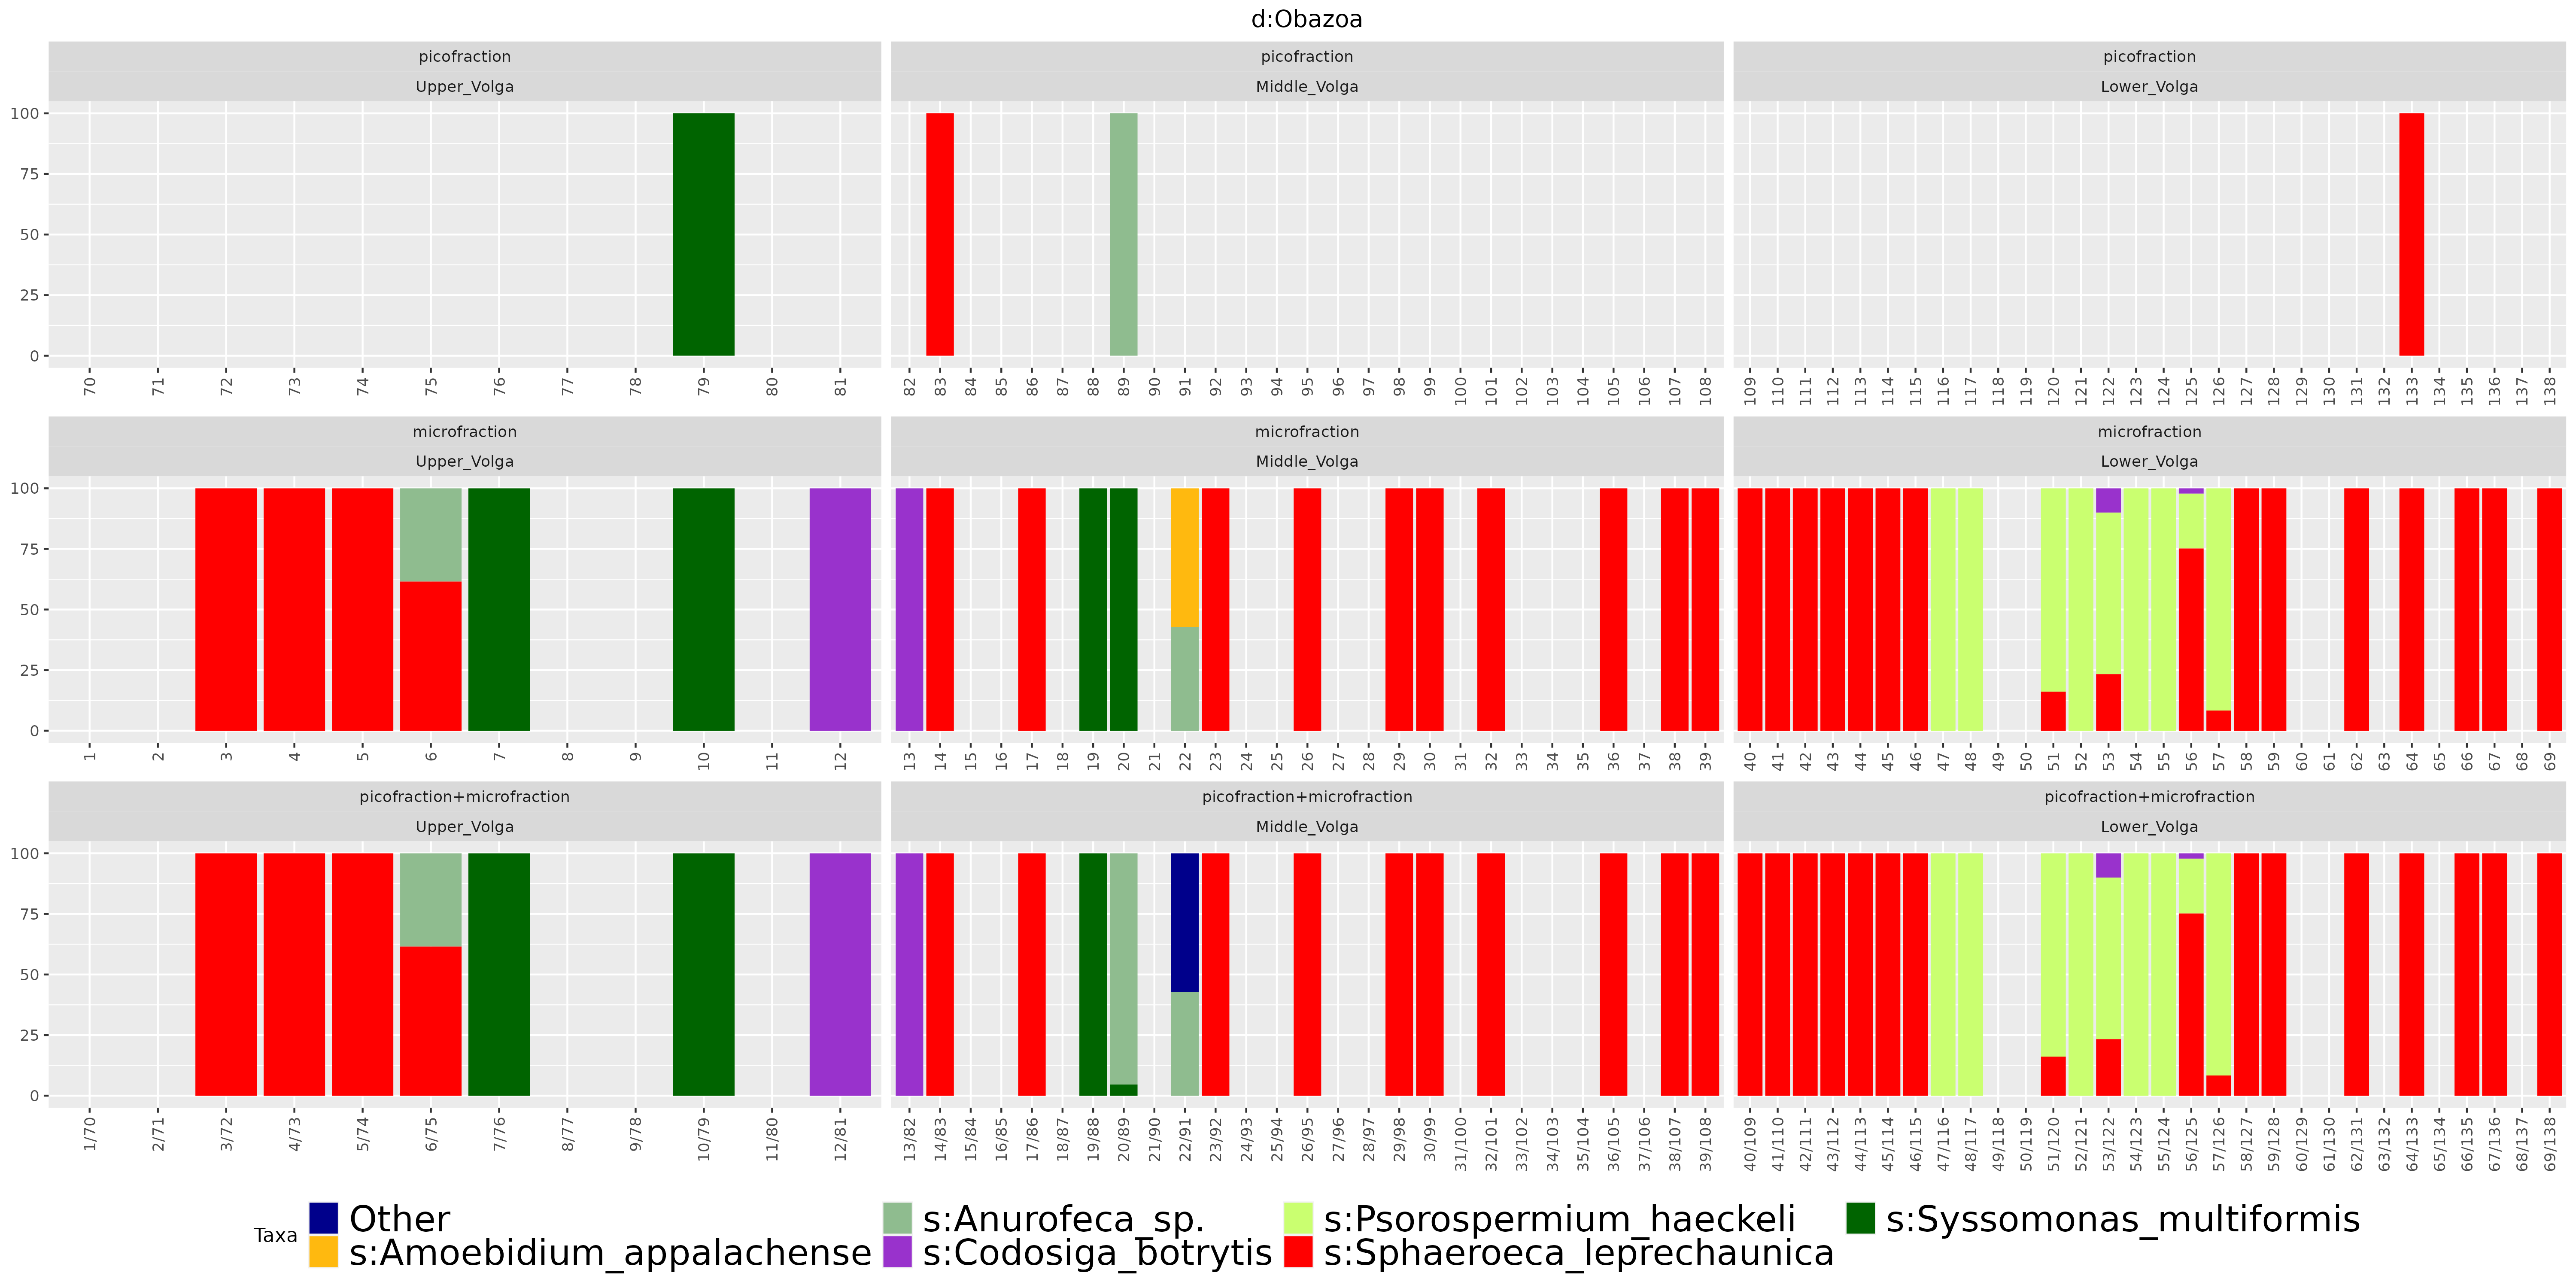 d:Obazoa
picofraction picofraction picofraction
Upper_Volga Middle_Volga Lower_Volga
100
75
50
25
0
70 71 72 73 74 75 76 77 78 79 80 81 82 83 84 85 86 87 88 89 90 91 92 93 94 95 96 97 98 99 100 101 102 103 104 105 106 107 108 109 110 111 112 113 114 115 116 117 118 119 120 121 122 123 124 125 126 127 128 129 130 131 132 133 134 135 136 137 138
microfraction microfraction microfraction
Upper_Volga Middle_Volga Lower_Volga
100
75
50
25
0
1 2 3 4 5 6 7 8 9 10 11 12 13 14 15 16 17 18 19 20 21 22 23 24 25 26 27 28 29 30 31 32 33 34 35 36 37 38 39 40 41 42 43 44 45 46 47 48 49 50 51 52 53 54 55 56 57 58 59 60 61 62 63 64 65 66 67 68 69
picofraction+microfraction picofraction+microfraction picofraction+microfraction
Upper_Volga Middle_Volga Lower_Volga
100
75
50
25
0
1/70 2/71 3/72 4/73 5/74 6/75 7/76 8/77 9/78 10/79 11/80 12/81 13/82 14/83 15/84 16/85 17/86 18/87 19/88 20/89 21/90 22/91 23/92 24/93 25/94 26/95 27/96 28/97 29/98 30/99 31/100 32/101 33/102 34/103 35/104 36/105 37/106 38/107 39/108 40/109 41/110 42/111 43/112 44/113 45/114 46/115 47/116 48/117 49/118 50/119 51/120 52/121 53/122 54/123 55/124 56/125 57/126 58/127 59/128 60/129 61/130 62/131 63/132 64/133 65/134 66/135 67/136 68/137 69/138
Taxa
Other s:Anurofeca_sp. s:Psorospermium_haeckeli s:Syssomonas_multiformis
s:Amoebidium_appalachense s:Codosiga_botrytis s:Sphaeroeca_leprechaunica